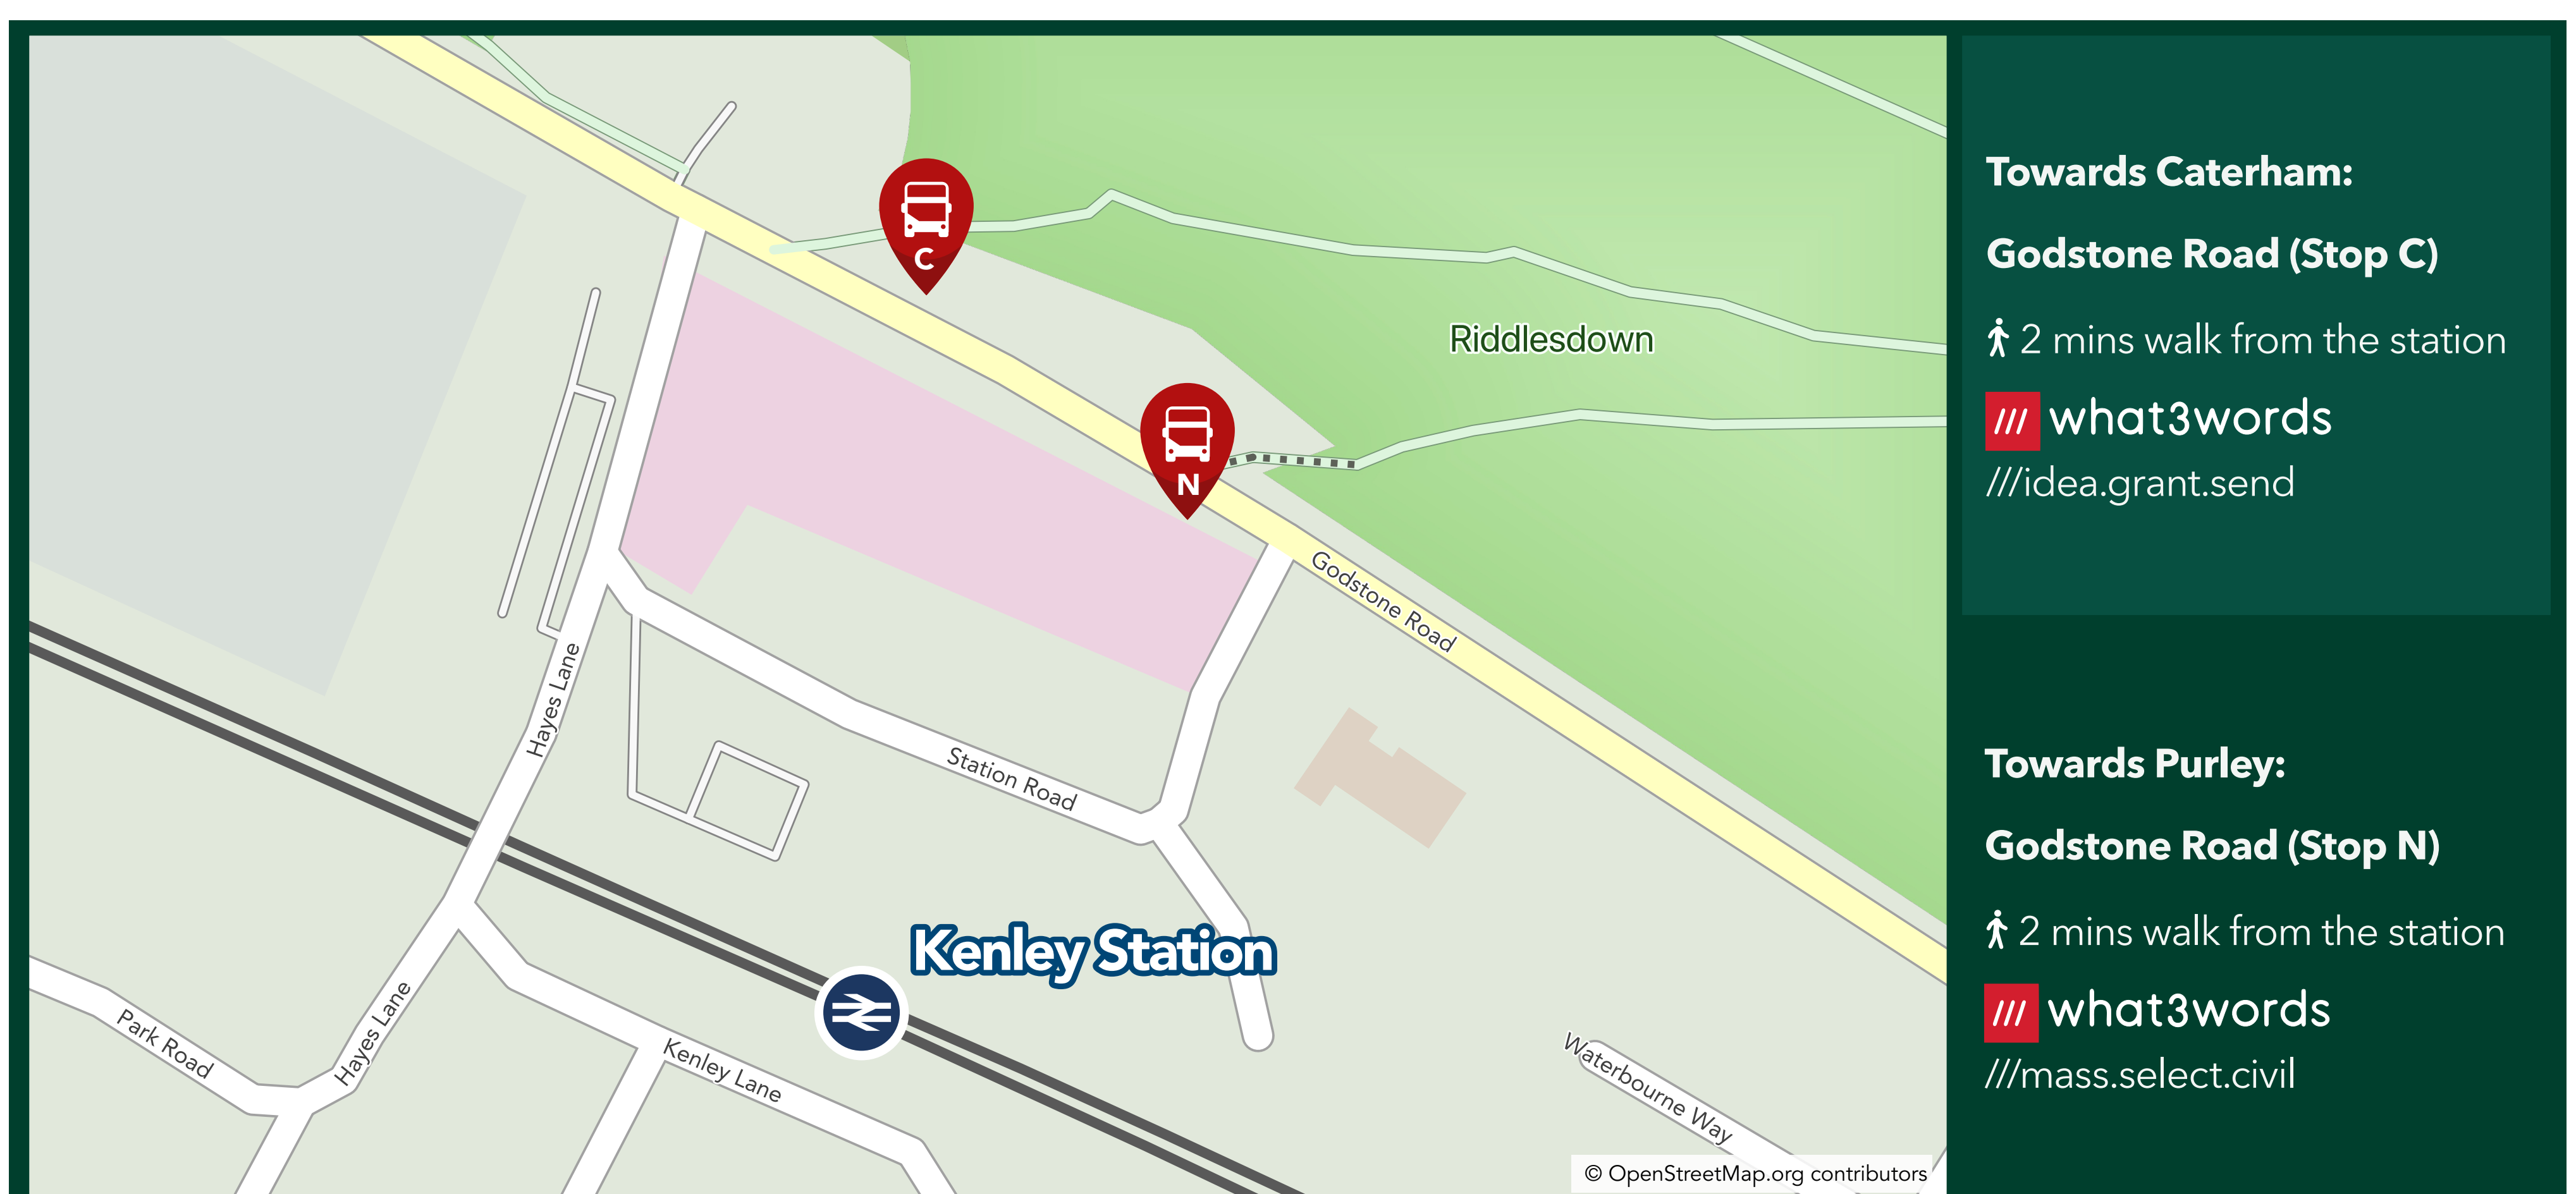 C
Riddlesdown
N
Godstone Road
Hayes Lane
Station Road
Kenley Station
Park Road
Hayes Lane
Kenley Lane
Waterbourne Way
© OpenStreetMap.org contributors
Towards Caterham:
Godstone Road (Stop C)
2 mins walk from the station
/// what3words
///idea.grant.send
Towards Purley:
Godstone Road (Stop N)
2 mins walk from the station
/// what3words
///mass.select.civil